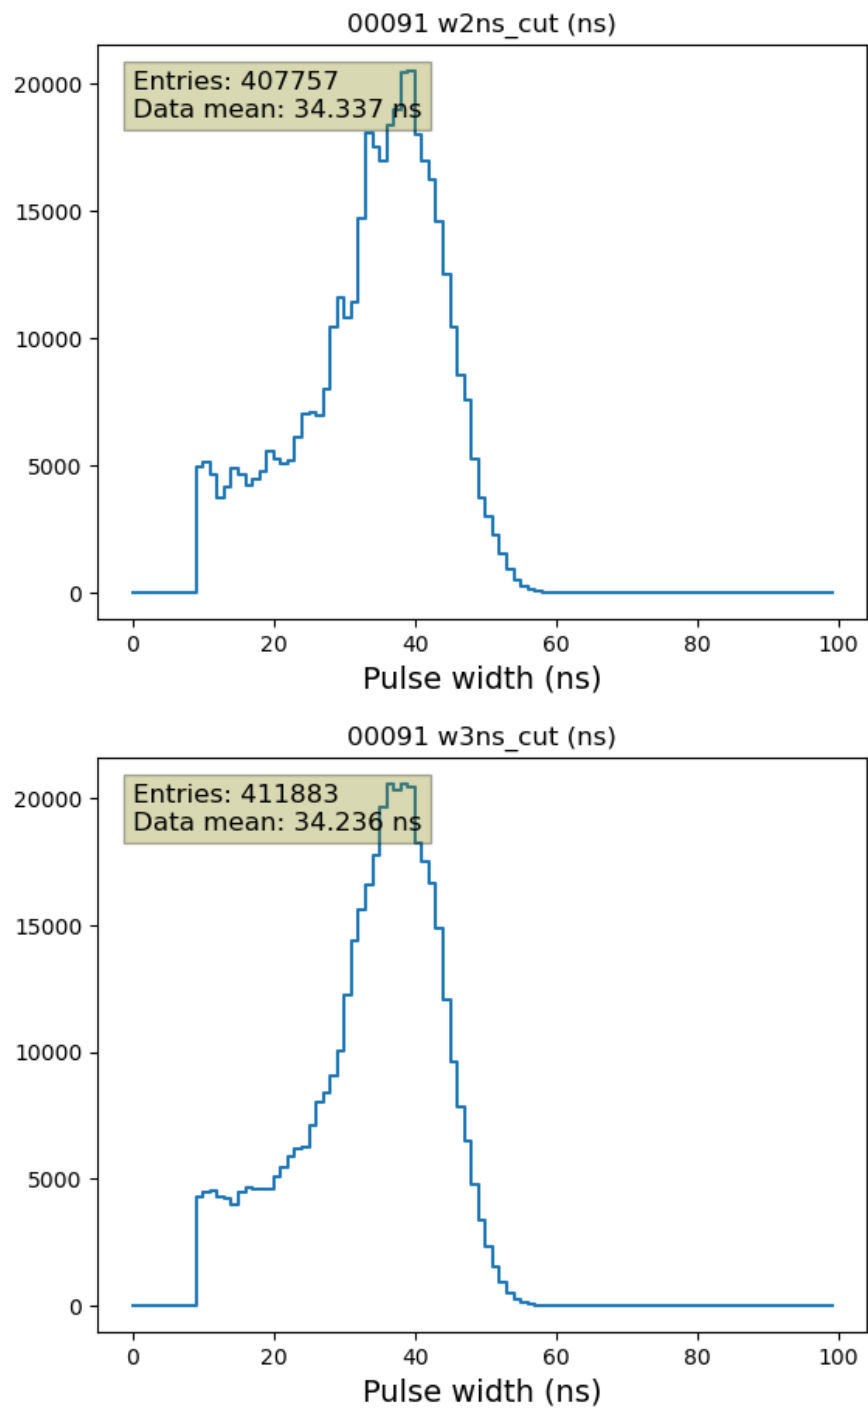 00091 w2ns_cut (ns)
Entries: 407757
Data mean: 34.337 ns
20000
15000
10000
5000
0
0 20 40 60 80 100
Pulse width (ns)
00091 w3ns_cut (ns)
Entries: 411883
Data mean: 34.236 ns
20000
15000
10000
5000
0
0 20 40 60 80 100
Pulse width (ns)